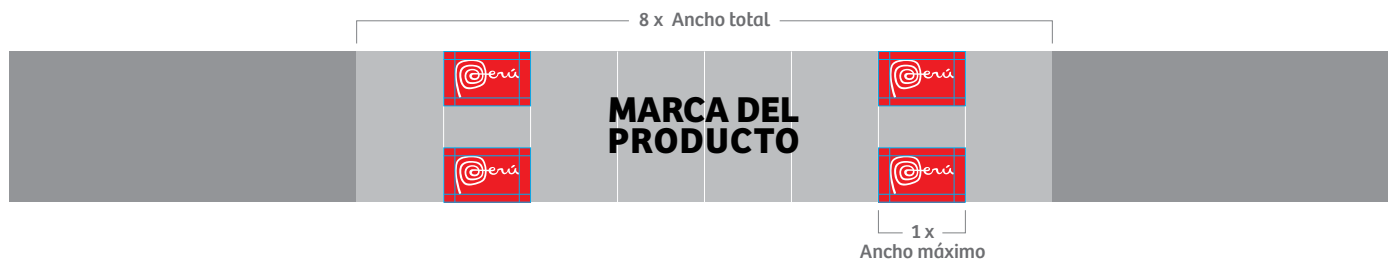 8 x Ancho total
Perú
Perú
MARCA DEL
PRODUCTO
Perú
Perú
1 x
Ancho máximo